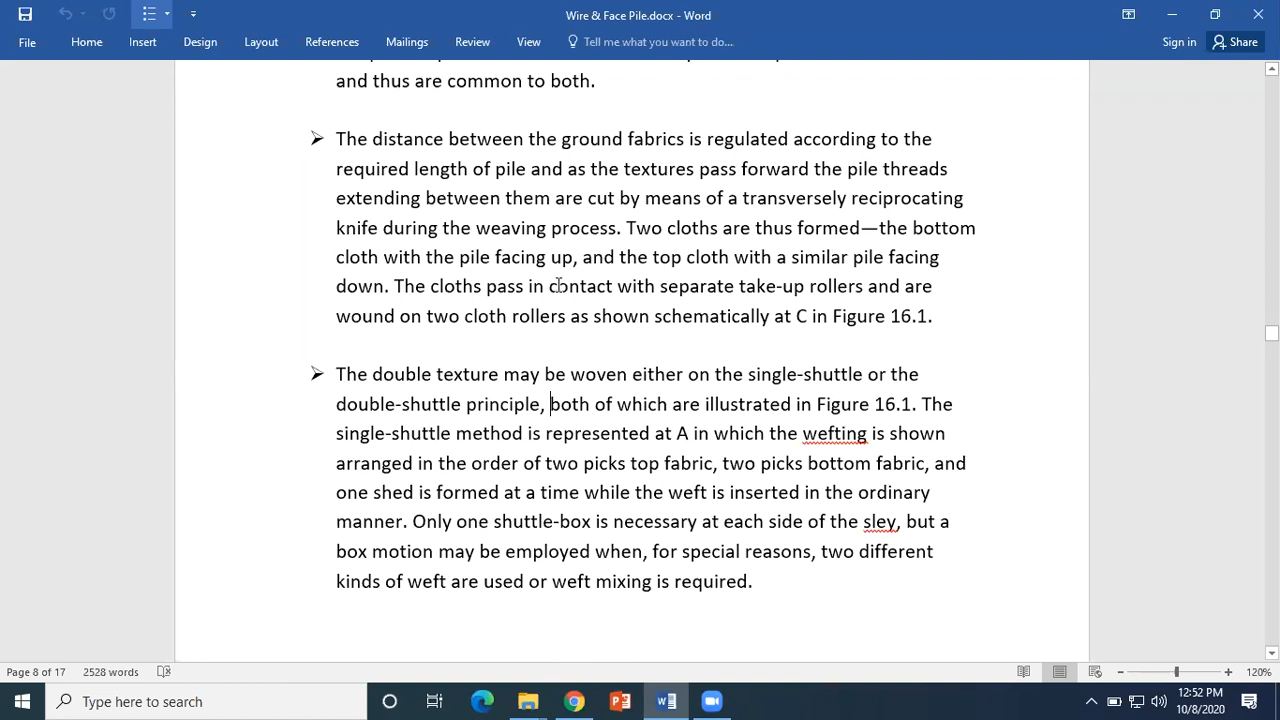 Wire & Face Pile.docx - Word
File Home Insert Design Layout References Mailings Review View Tell me what you want to do... Sign in Share
and thus are common to both.
➢ The distance between the ground fabrics is regulated according to the
required length of pile and as the textures pass forward the pile threads
extending between them are cut by means of a transversely reciprocating
knife during the weaving process. Two cloths are thus formed—the bottom
cloth with the pile facing up, and the top cloth with a similar pile facing
down. The cloths pass in contact with separate take-up rollers and are
wound on two cloth rollers as shown schematically at C in Figure 16.1.
➢ The double texture may be woven either on the single-shuttle or the
double-shuttle principle, both of which are illustrated in Figure 16.1. The
single-shuttle method is represented at A in which the wefting is shown
arranged in the order of two picks top fabric, two picks bottom fabric, and
one shed is formed at a time while the weft is inserted in the ordinary
manner. Only one shuttle-box is necessary at each side of the sley, but a
box motion may be employed when, for special reasons, two different
kinds of weft are used or weft mixing is required.
Page 8 of 17 2528 words 120%
Type here to search 12:52 PM
10/8/2020